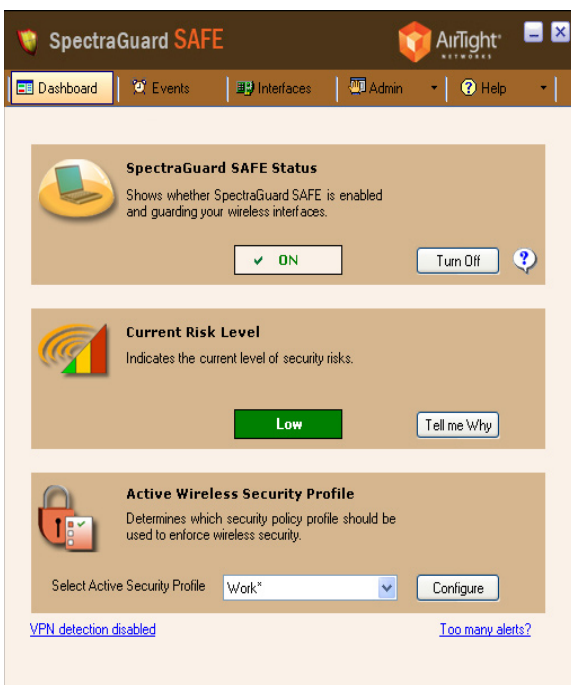 SpectraGuard SAFE
AirTight
NETWORKS
Dashboard Events Interfaces Admin Help
SpectraGuard SAFE Status
Shows whether SpectraGuard SAFE is enabled
and guarding your wireless interfaces.
ON Turn Off
Current Risk Level
Indicates the current level of security risks.
Low Tell me Why
Active Wireless Security Profile
Determines which security policy profile should be
used to enforce wireless security.
Select Active Security Profile Work* Configure
VPN detection disabled Too many alerts?